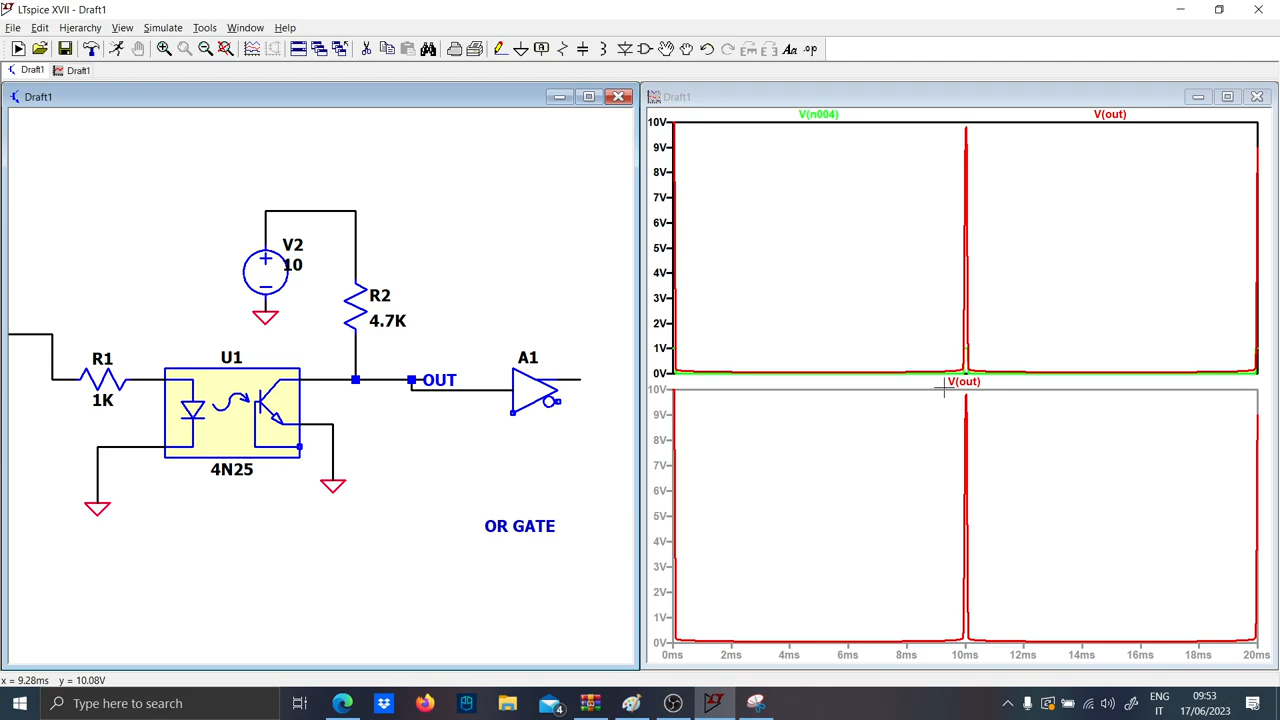 LTspice XVII - Draft1
File Edit Hierarchy View Simulate Tools Window Help
Draft1 Draft1
Draft1
V2
10
R2
4.7K
R1
1K
U1
4N25
OUT
A1
OR GATE
Draft1
V(n004) V(out)
10V
9V
8V
7V
6V
5V
4V
3V
2V
1V
0V
V(out)
10V
9V
8V
7V
6V
5V
4V
3V
2V
1V
0V
0ms 2ms 4ms 6ms 8ms 10ms 12ms 14ms 16ms 18ms 20ms
x = 9.28ms y = 10.08V
Type here to search
4
ENG
IT
09:53
17/06/2023